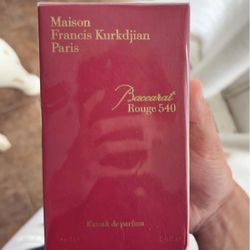 Maison
Francis Kurkdjian
Paris
Baccarat
Rouge 540
Extrait de parfum